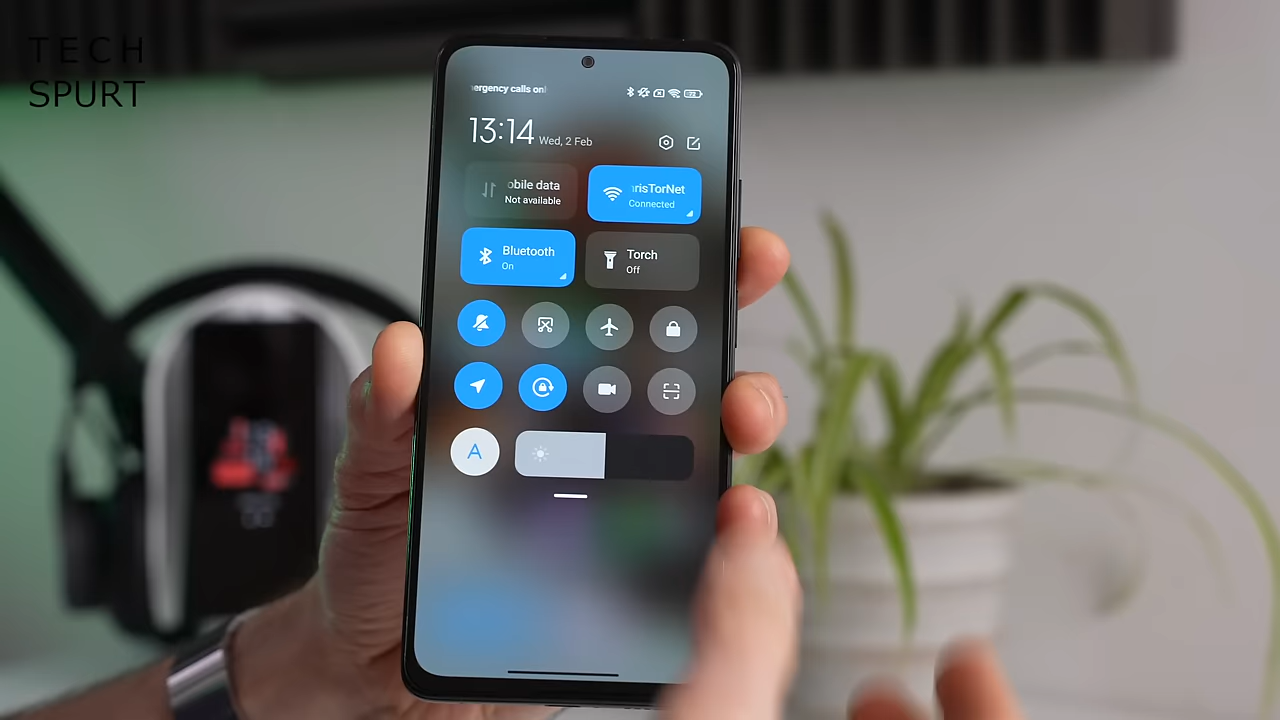 TECH
SPURT
ergency calls onl
13:14 Wed, 2 Feb
obile data
Not available
risTorNet
Connected
Bluetooth
On
Torch
Off
A